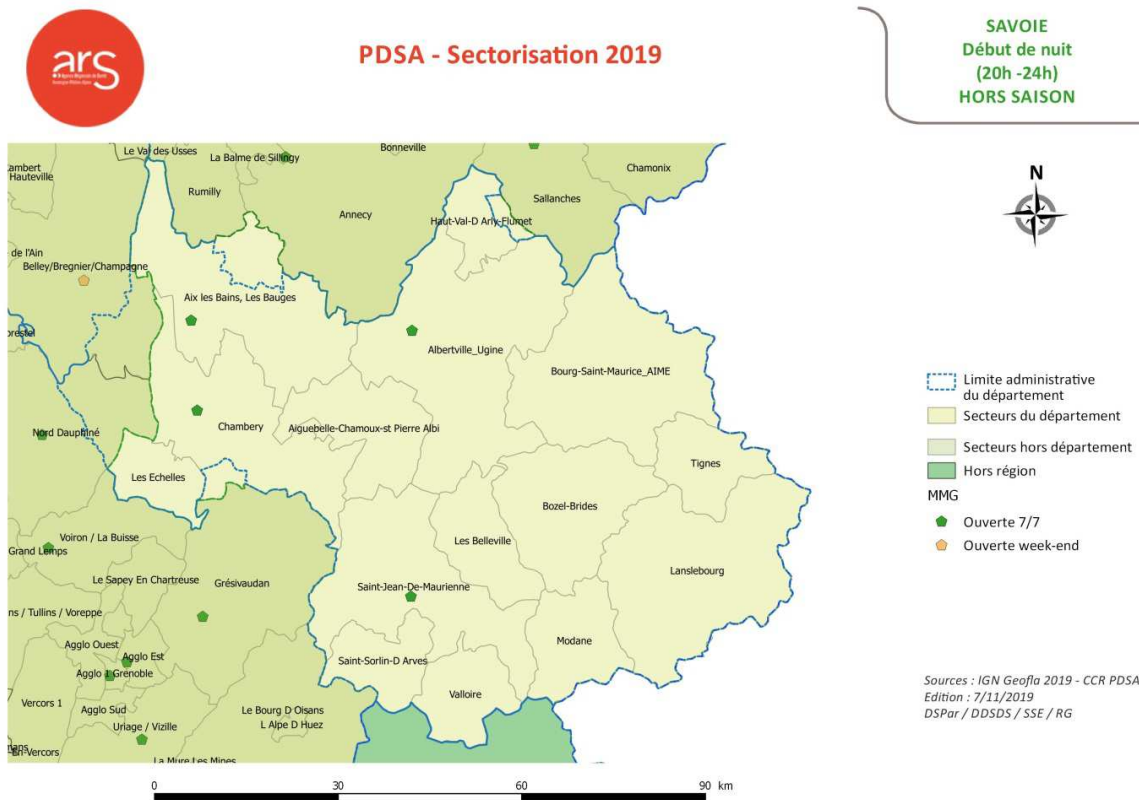 ars
PDSA - Sectorisation 2019
SAVOIE
Début de nuit
(20h -24h)
HORS SAISON
N
Le Val des Usses
La Balme de Sillingy
Bonneville
Chamonix
Hauteville
Rumilly
Sallanches
Annecy
Haut-Val-D Arly-Flumet
de l'Ain
Belley/Bregnier/Champagne
Aix les Bains, Les Bauges
Albertville_Ugine
Bourg-Saint-Maurice_AIME
Nord Dauphiné
Chambery
Aiguebelle-Chamoux-st Pierre Albi
Tignes
Les Echelles
Bozel-Brides
Voiron / La Buisse
Grand Lemps
Les Belleville
Lanslebourg
Le Sapey En Chartreuse
Grésivaudan
Saint-Jean-De-Maurienne
ns / Tullins / Voreppe
Agglo Ouest
Agglo Est
Agglo 1 Grenoble
Modane
Saint-Sorlin-D Arves
Valloire
Vercors 1
Agglo Sud
Le Bourg D Oisans
L Alpe D Huez
Uriage / Vizille
En-Vercors
La Mure Les Mines
Limite administrative
du département
Secteurs du département
Secteurs hors département
Hors région
MMG
Ouverte 7/7
Ouverte week-end
Sources : IGN Geofla 2019 - CCR PDSA
Edition : 7/11/2019
DSPar / DDSDS / SSE / RG
0 30 60 90 km